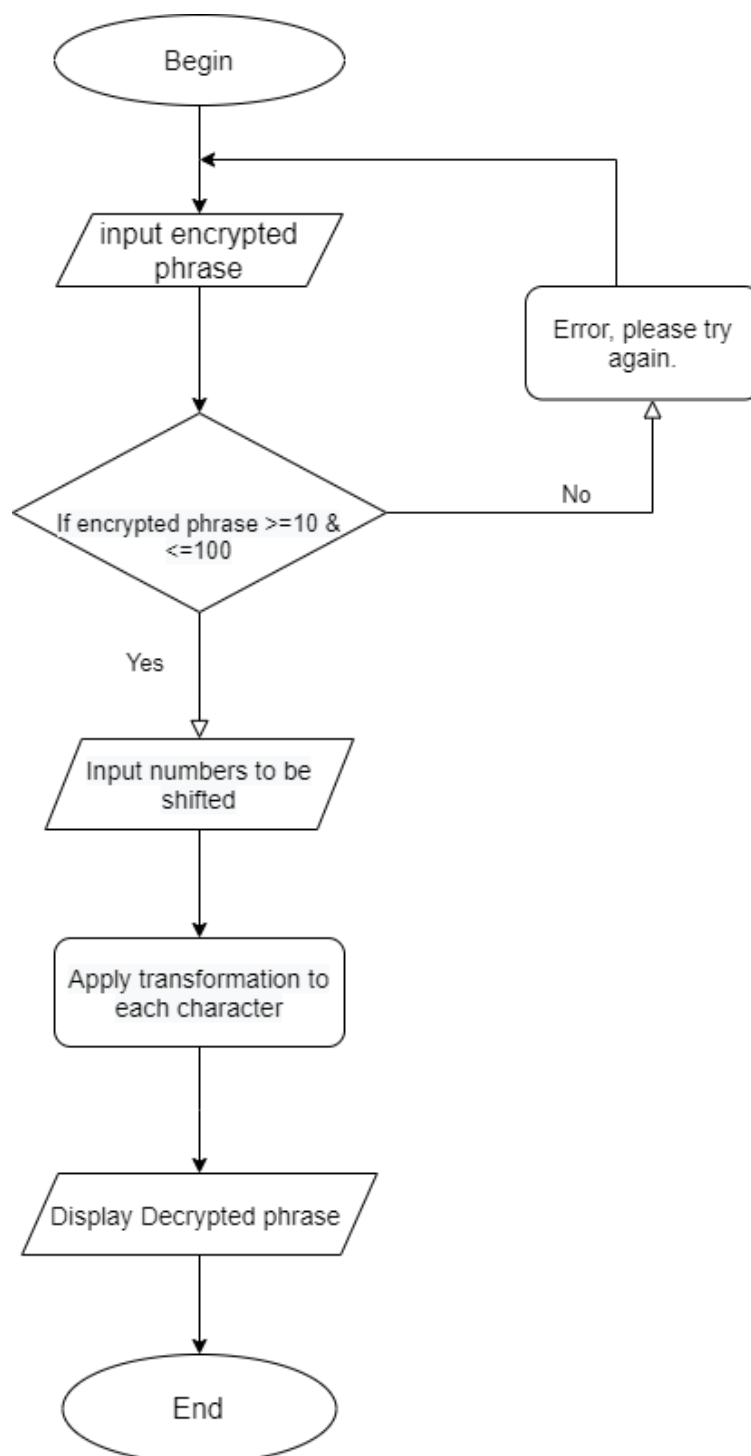 Begin
input encrypted
phrase
Error, please try
again.
If encrypted phrase >=10 &
<=100
No
Yes
Input numbers to be
shifted
Apply transformation to
each character
Display Decrypted phrase
End